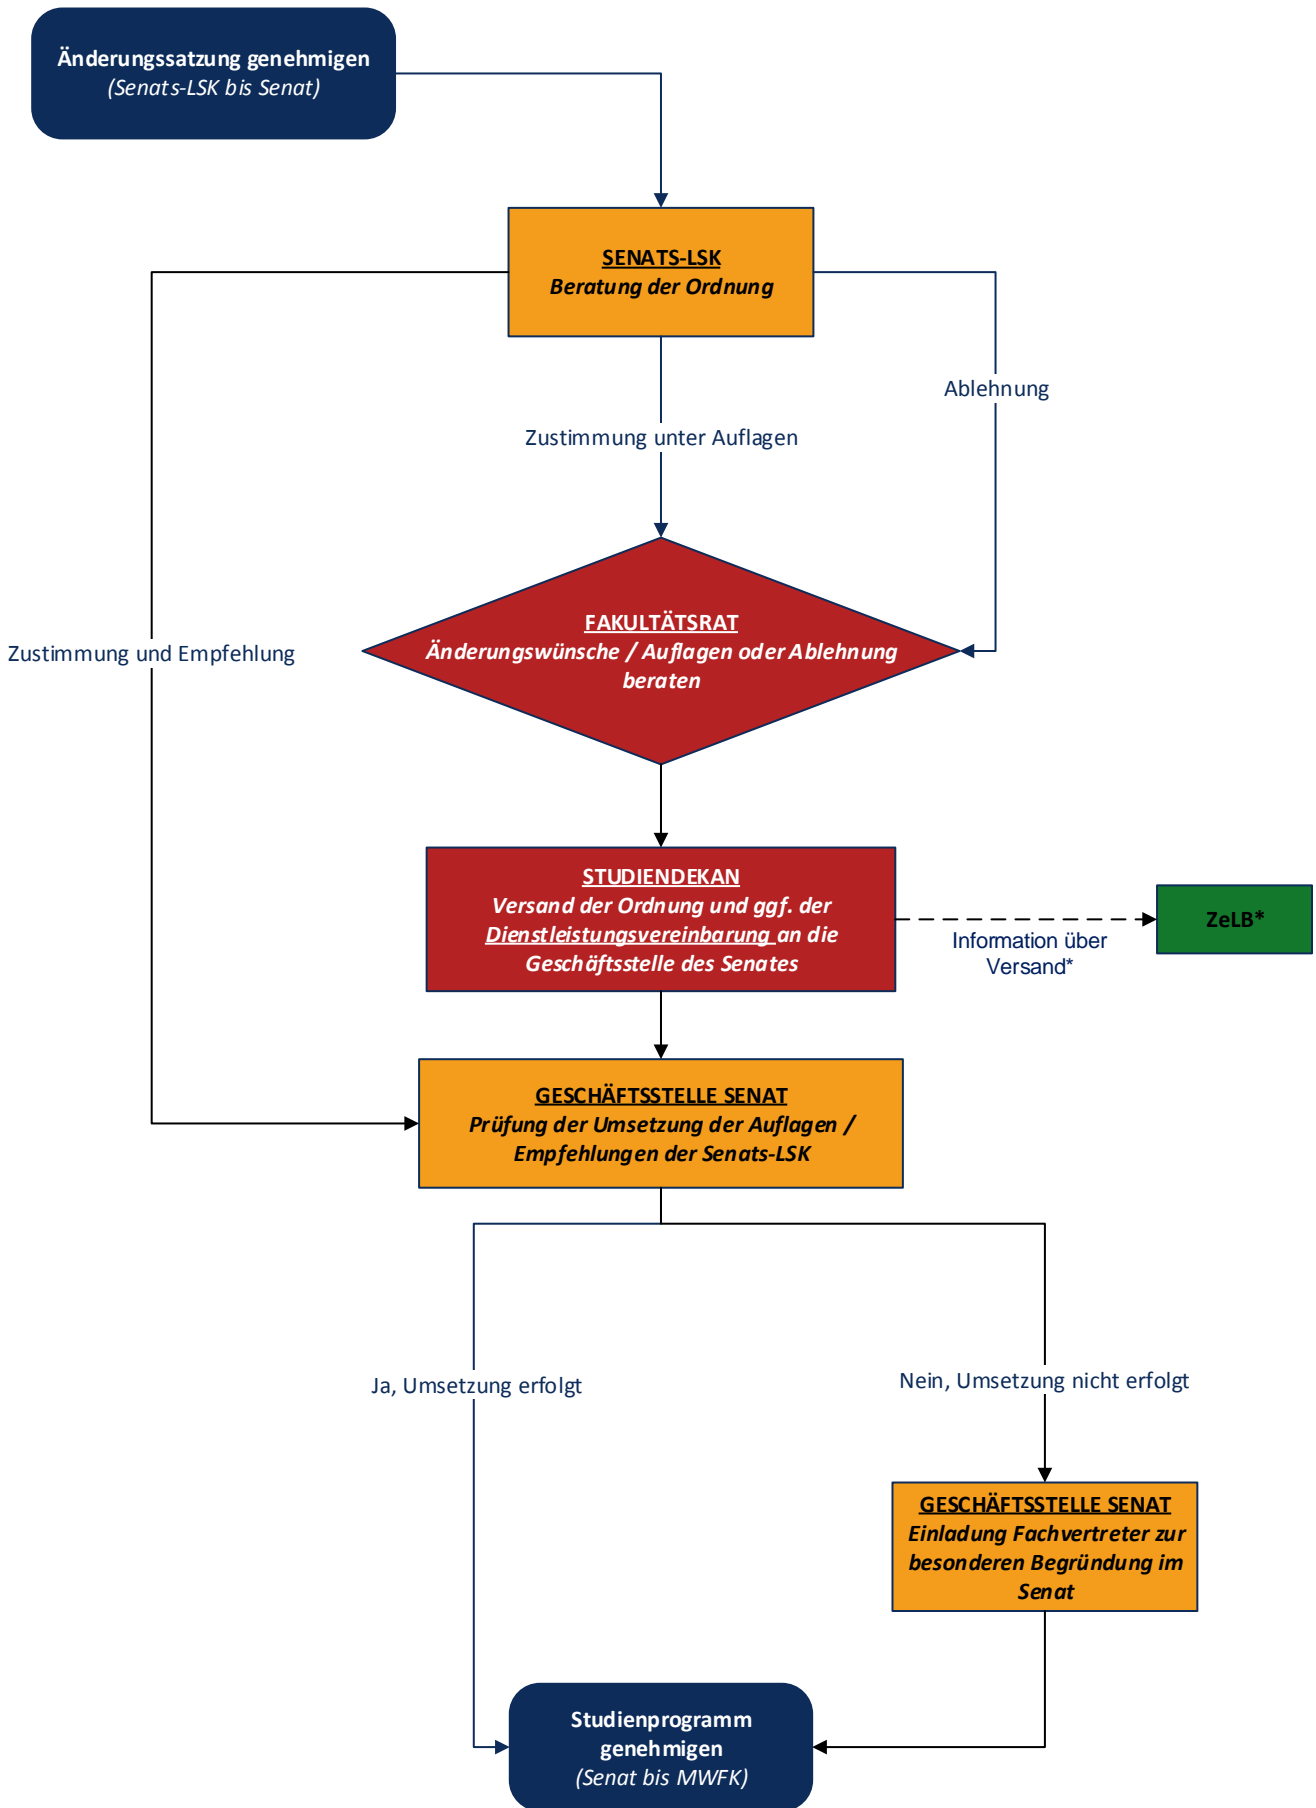 Änderungssatzung genehmigen
(Senats-LSK bis Senat)
SENATS-LSK
Beratung der Ordnung
Ablehnung
Zustimmung unter Auflagen
FAKULTÄTSRAT
Änderungswünsche / Auflagen oder Ablehnung
beraten
Zustimmung und Empfehlung
STUDIENDEKAN
Versand der Ordnung und ggf. der
Dienstleistungsvereinbarung an die
Geschäftsstelle des Senates
Information über
Versand*
ZeLB*
GESCHÄFTSSTELLE SENAT
Prüfung der Umsetzung der Auflagen /
Empfehlungen der Senats-LSK
Ja, Umsetzung erfolgt
Nein, Umsetzung nicht erfolgt
GESCHÄFTSSTELLE SENAT
Einladung Fachvertreter zur
besonderen Begründung im
Senat
Studienprogramm
genehmigen
(Senat bis MWFK)